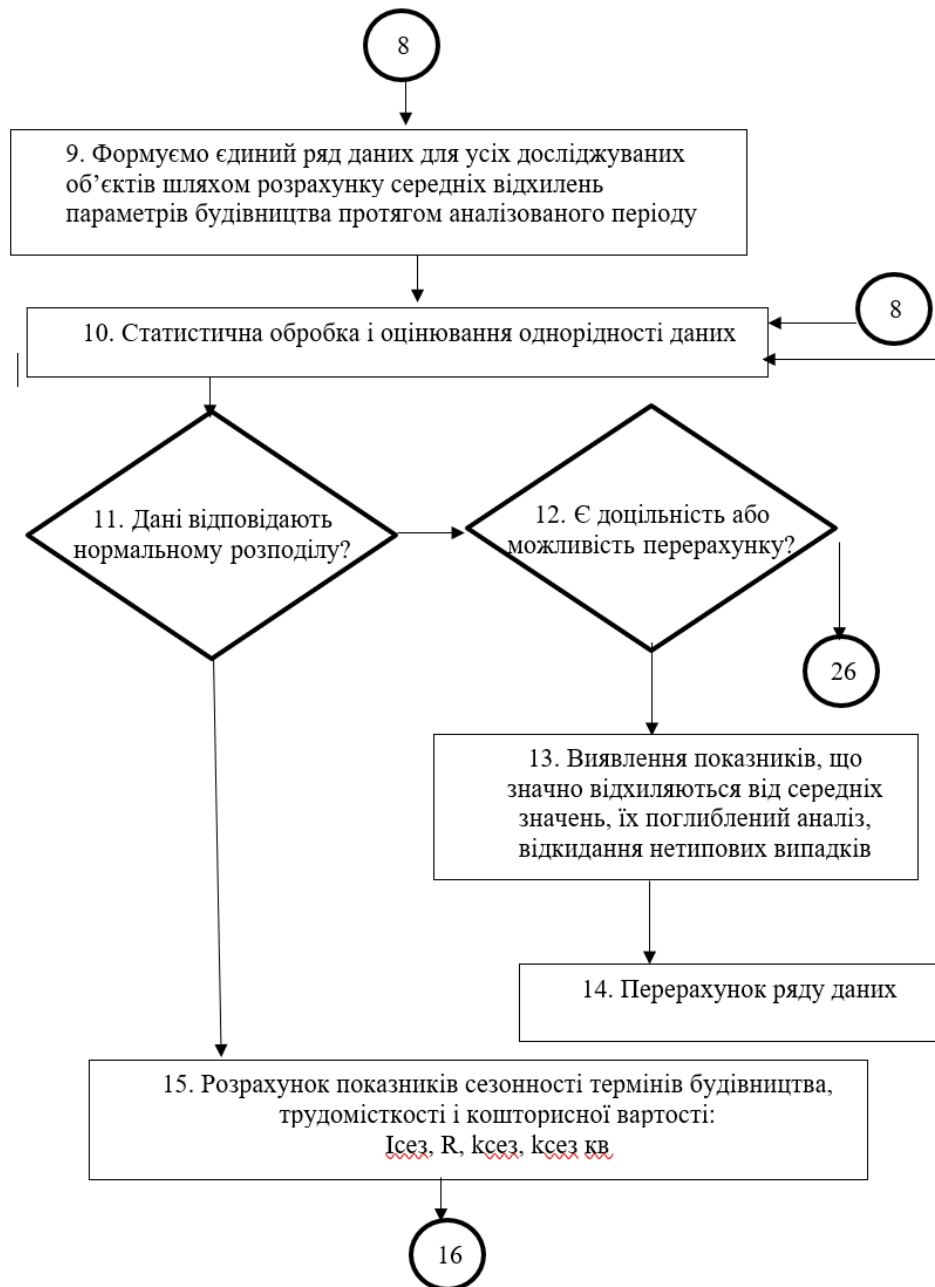 8
9. Формуємо єдиний ряд даних для усіх досліджуваних
об’єктів шляхом розрахунку середніх відхилень
параметрів будівництва протягом аналізованого періоду
8
10. Статистична обробка і оцінювання однорідності даних
11. Дані відповідають
нормальному розподілу?
12. Є доцільність або
можливість перерахунку?
26
13. Виявлення показників, що
значно відхиляються від середніх
значень, їх поглиблений аналіз,
відкидання нетипових випадків
14. Перерахунок ряду даних
15. Розрахунок показників сезонності термінів будівництва,
трудомісткості і кошторисної вартості:
Ісез, R, kсез, kсез кв
16